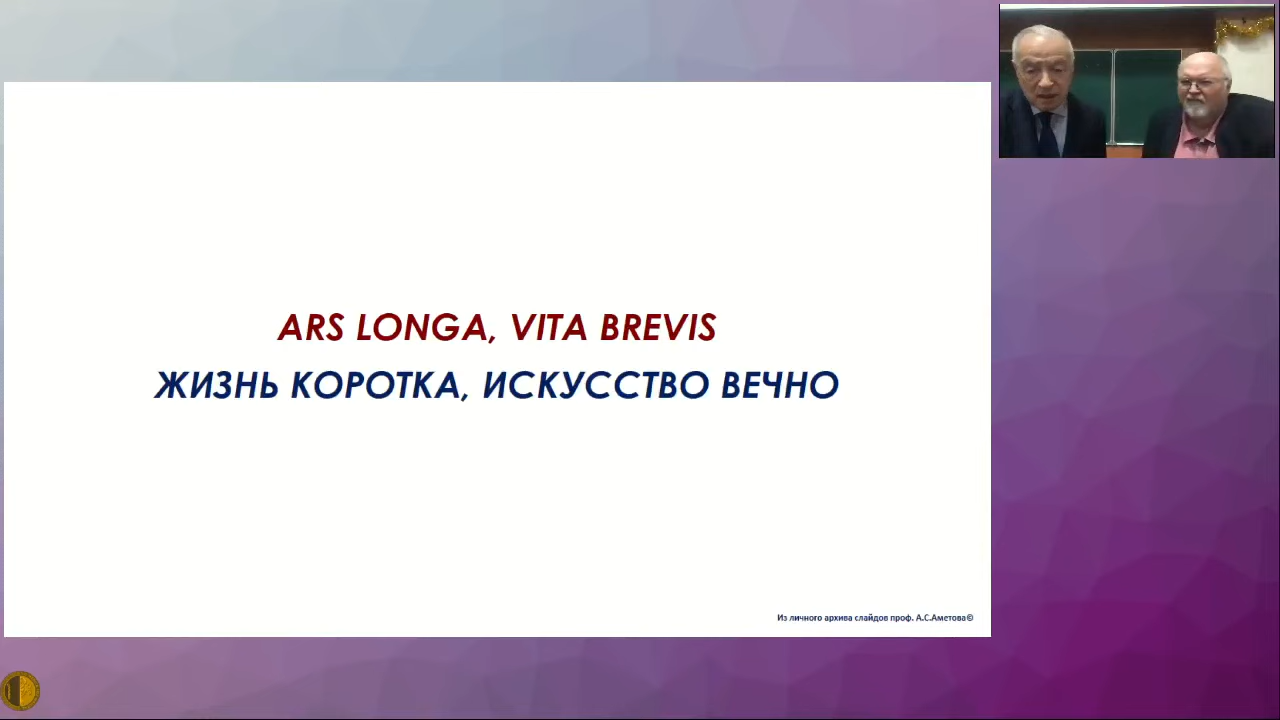 ARS LONGA, VITA BREVIS
ЖИЗНЬ КОРОТКА, ИСКУССТВО ВЕЧНО
Из личного архива слайдов проф. А.С.Аметова©